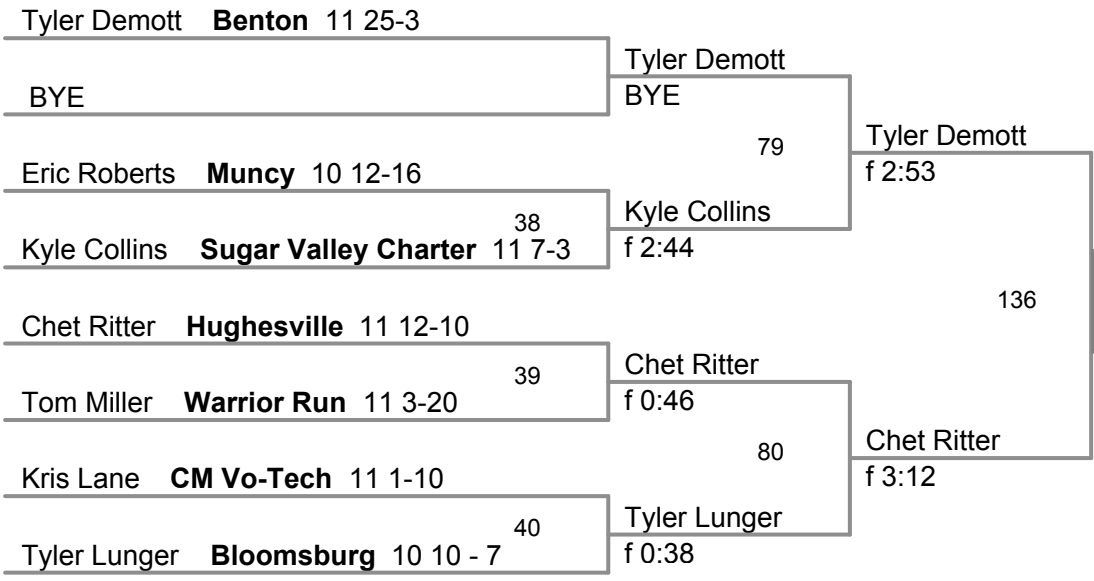 Tyler Demott Benton 11 25-3
BYE
Eric Roberts Muncy 10 12-16
38
Kyle Collins Sugar Valley Charter 11 7-3
Chet Ritter Hughesville 11 12-10
39
Tom Miller Warrior Run 11 3-20
Kris Lane CM Vo-Tech 11 1-10
40
Tyler Lunger Bloomsburg 10 10 - 7
Tyler Demott
BYE
79
Kyle Collins
f 2:44
Chet Ritter
f 0:46
80
Tyler Lunger
f 0:38
Tyler Demott
f 2:53
136
Chet Ritter
f 3:12